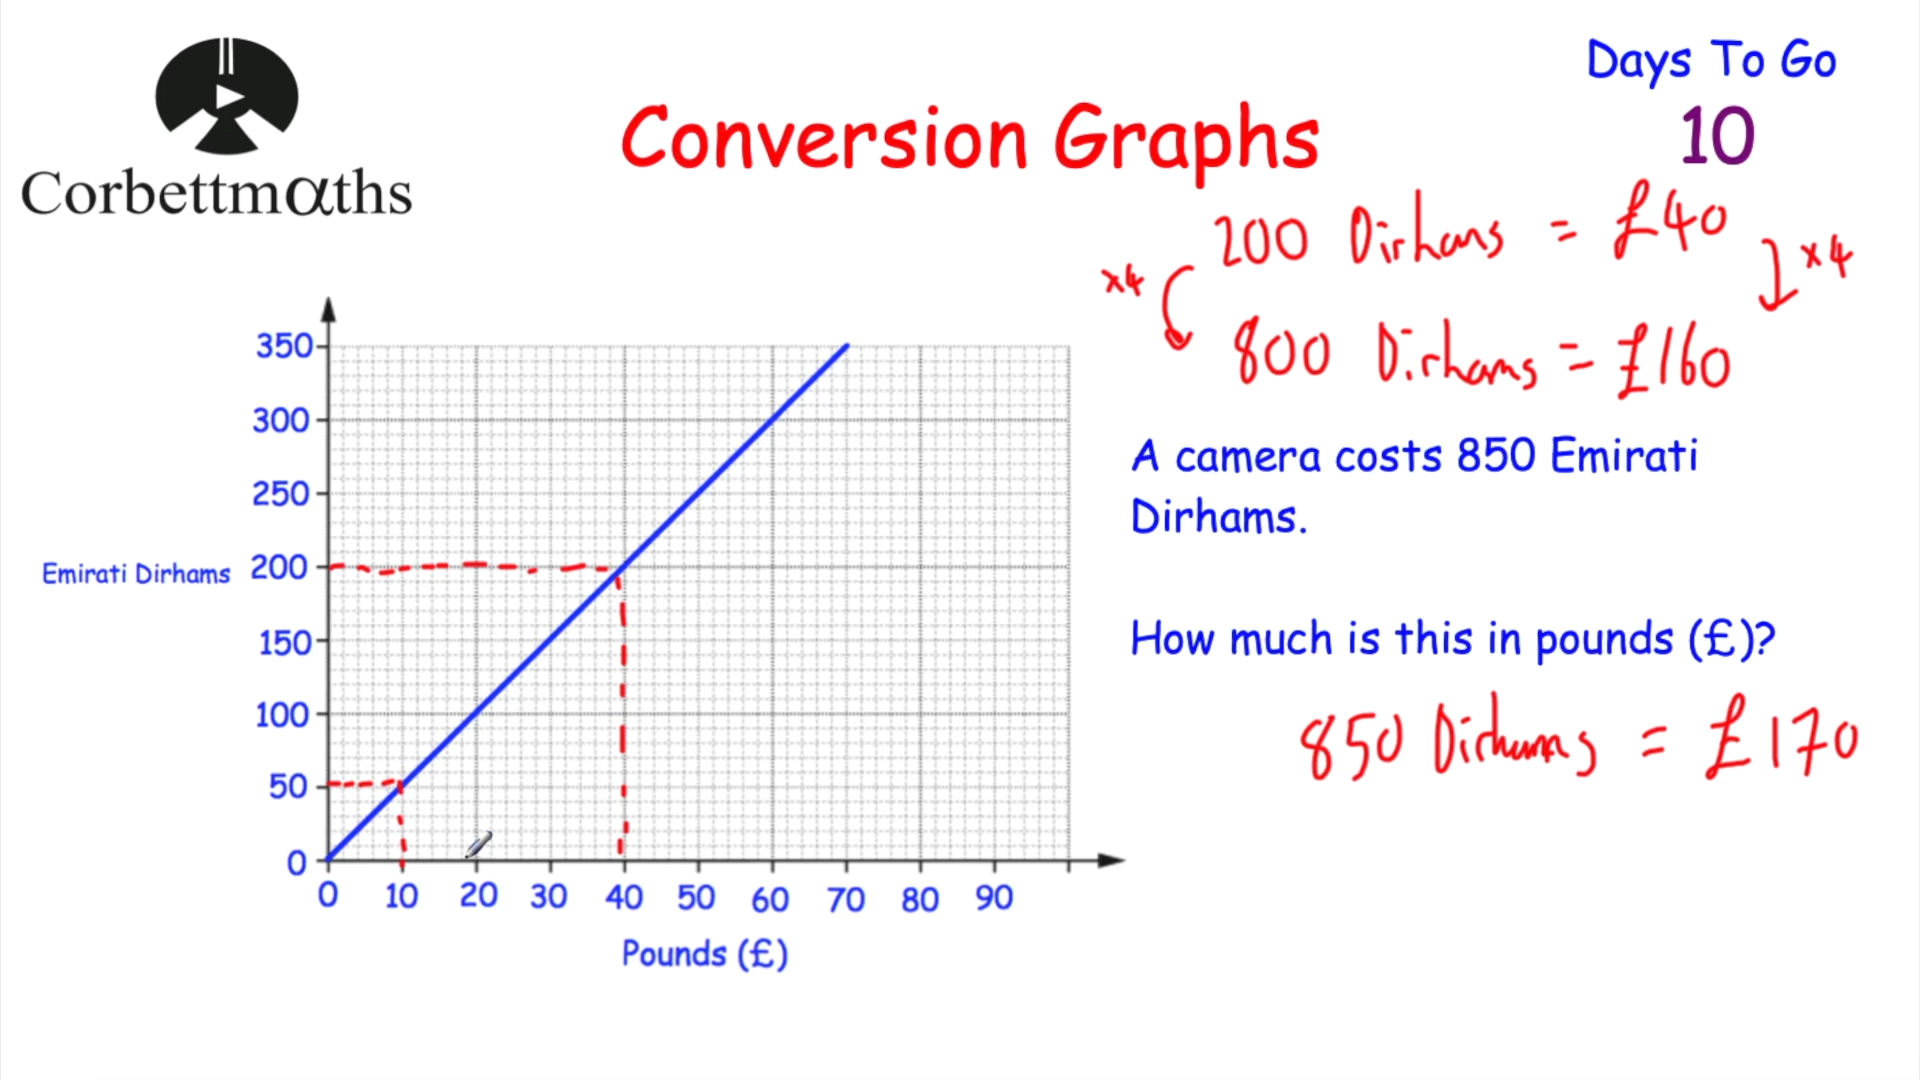 Corbettmαths
Conversion Graphs
Days To Go
10
200 Dirhams = £40
x4
x4
800 Dirhams = £160
A camera costs 850 Emirati
Dirhams.
How much is this in pounds (£)?
850 Dirhams = £170
350
300
250
Emirati Dirhams 200
150
100
50
0
0 10 20 30 40 50 60 70 80 90
Pounds (£)